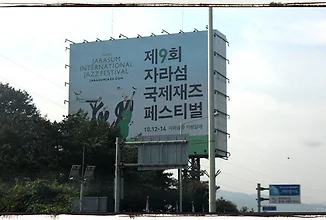 JARASUM
INTERNATIONAL
JAZZ FESTIVAL
제9회
자라섬
국제재즈
페스티벌
10.12-14